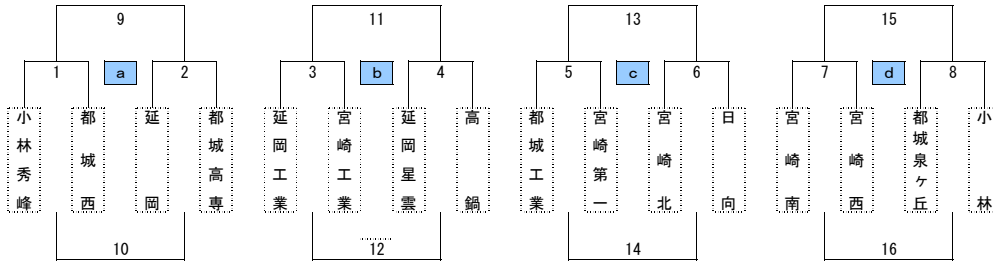 9 11 13 15
1 a 2 3 b 4 5 c 6 7 d 8
小林秀峰 都城西 延岡 都城高専 延岡工業 宮崎工業 延岡星雲 高鍋 都城工業 宮崎第一 宮崎北 日向 宮崎南 宮崎西 都城泉ヶ丘 小林
10 12 14 16